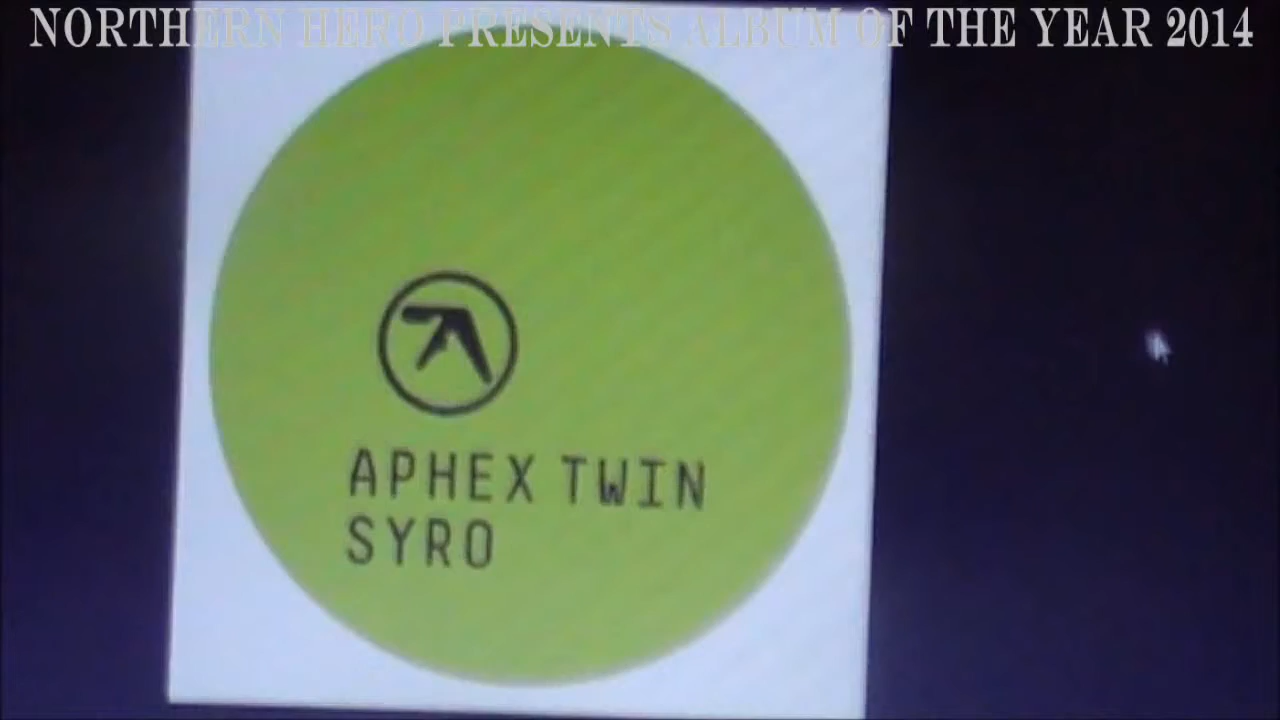 NORTHERN HERO PRESENTS ALBUM OF THE YEAR 2014
APHEX TWIN
SYRO